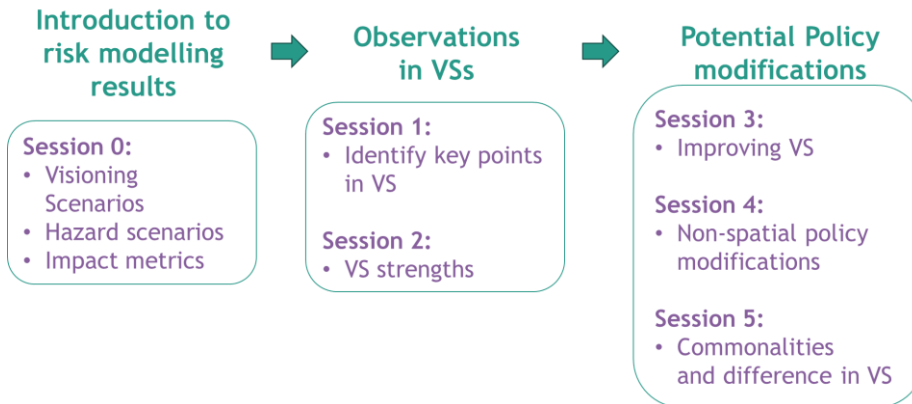 Introduction to
risk modelling
results
Session 0:
• Visioning
Scenarios
• Hazard scenarios
• Impact metrics
Observations
in VSs
Session 1:
• Identify key points
in VS
Session 2:
• VS strengths
Potential Policy
modifications
Session 3:
• Improving VS
Session 4:
• Non-spatial policy
modifications
Session 5:
• Commonalities
and difference in VS